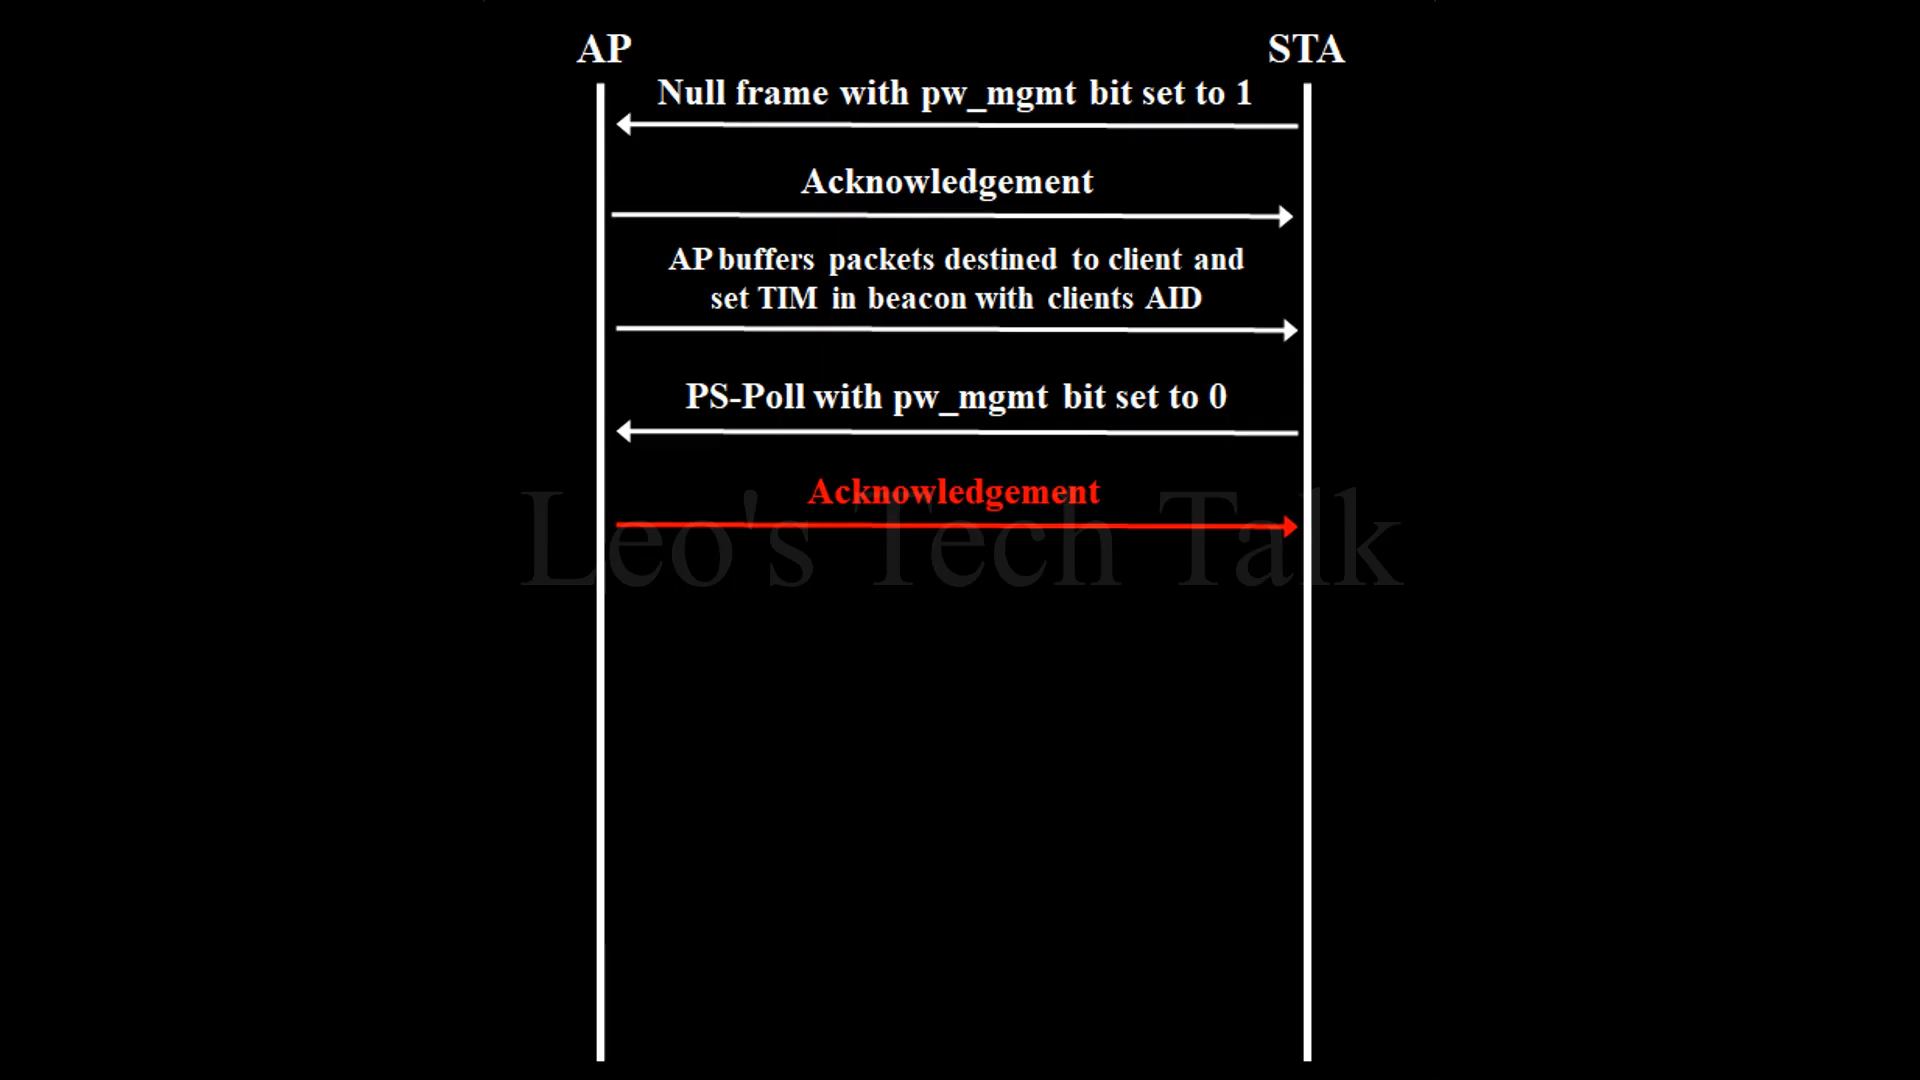 AP
STA
Null frame with pw_mgmt bit set to 1
Acknowledgement
AP buffers packets destined to client and
set TIM in beacon with clients AID
PS-Poll with pw_mgmt bit set to 0
Acknowledgement
Leo's Tech Talk